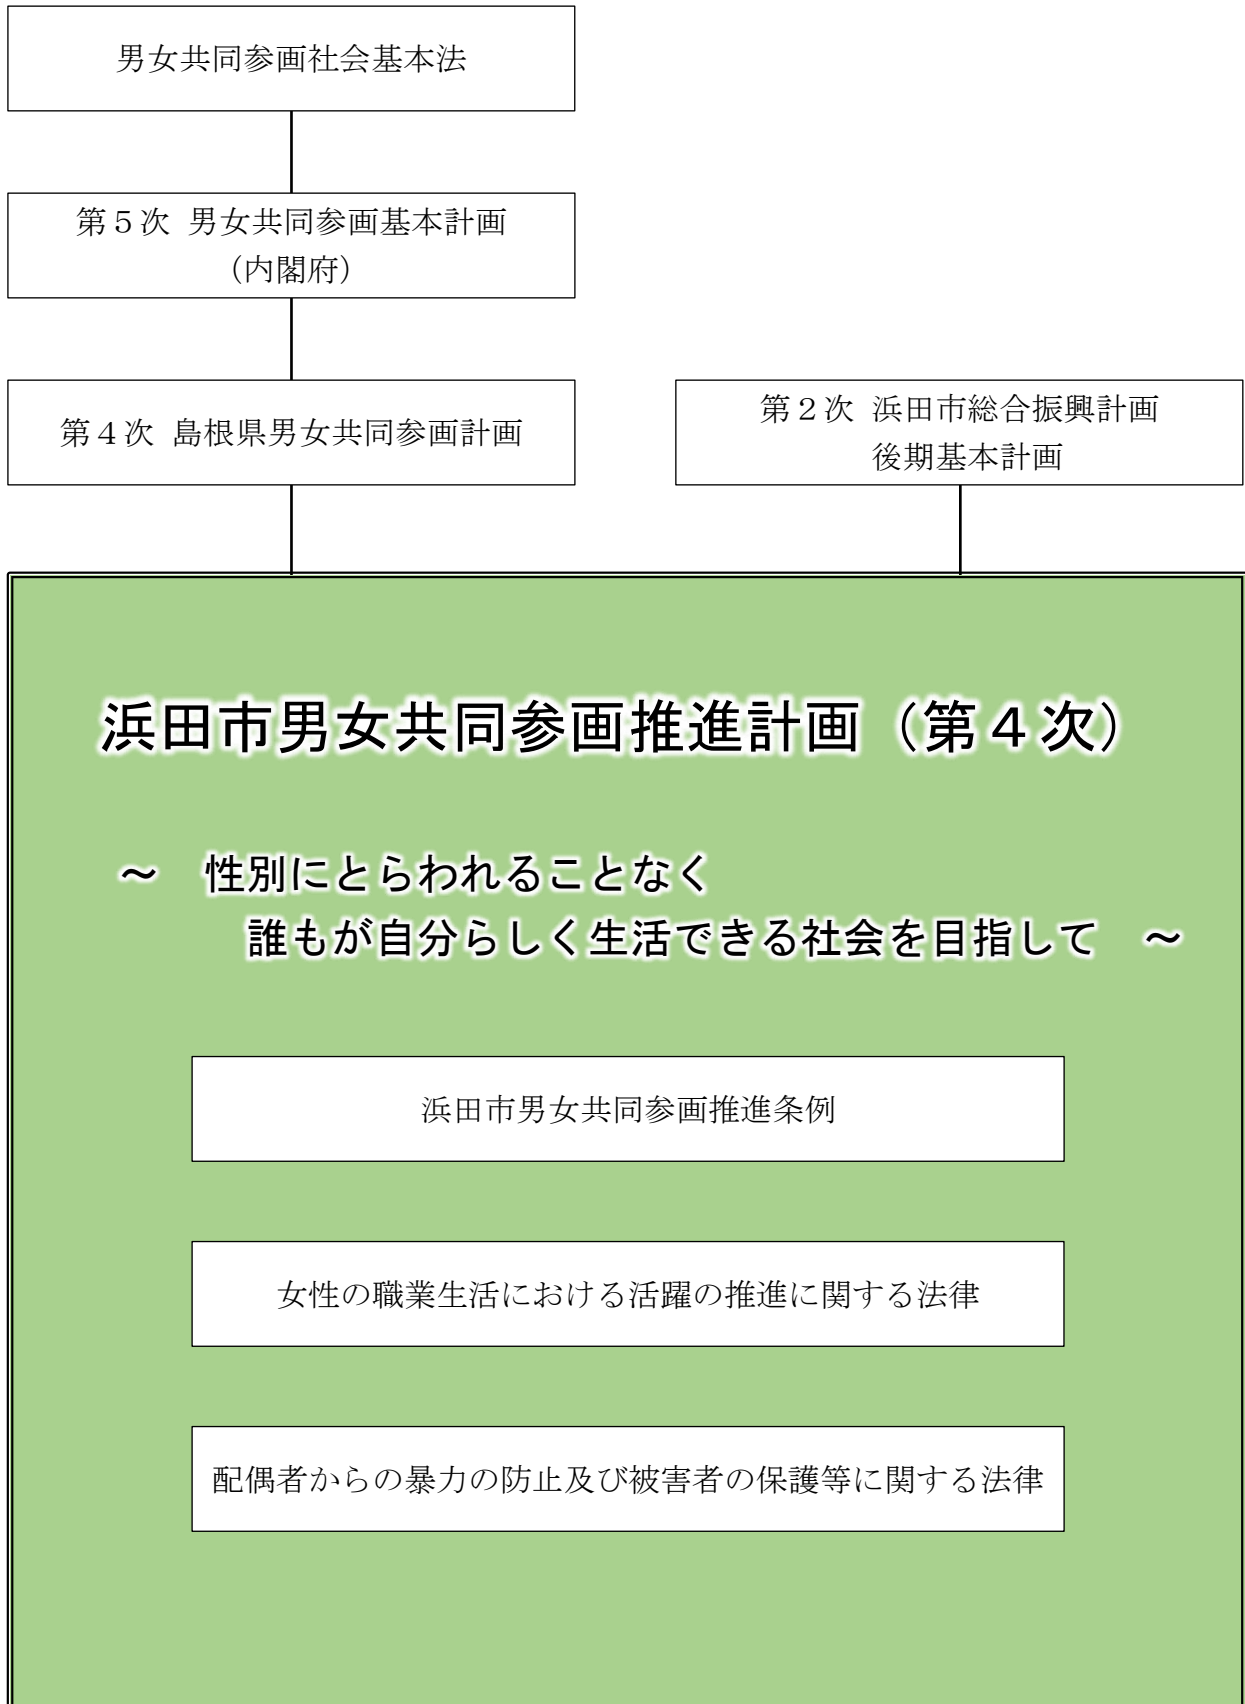 男女共同参画社会基本法
第５次 男女共同参画基本計画
（内閣府）
第４次 島根県男女共同参画計画
第２次 浜田市総合振興計画
後期基本計画
浜田市男女共同参画推進計画（第４次）
～　性別にとらわれることなく
誰もが自分らしく生活できる社会を目指して　～
浜田市男女共同参画推進条例
女性の職業生活における活躍の推進に関する法律
配偶者からの暴力の防止及び被害者の保護等に関する法律